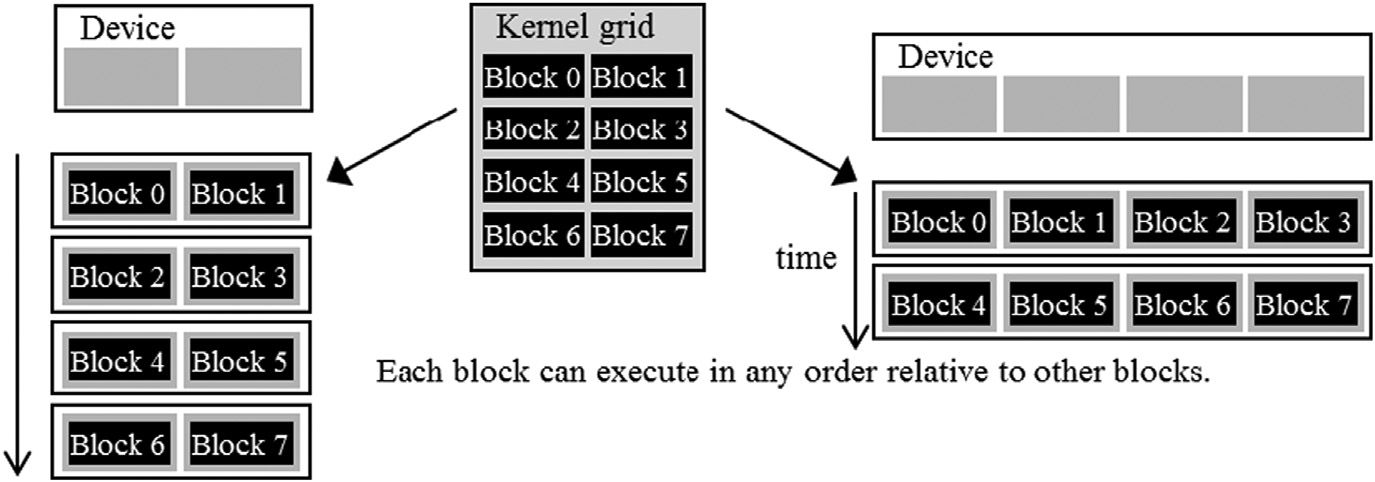 Device
Block 0 Block 1
Block 2 Block 3
Block 4 Block 5
Block 6 Block 7
Kernel grid
Block 0 Block 1
Block 2 Block 3
Block 4 Block 5
Block 6 Block 7
Device
time
Block 0 Block 1 Block 2 Block 3
Block 4 Block 5 Block 6 Block 7
Each block can execute in any order relative to other blocks.